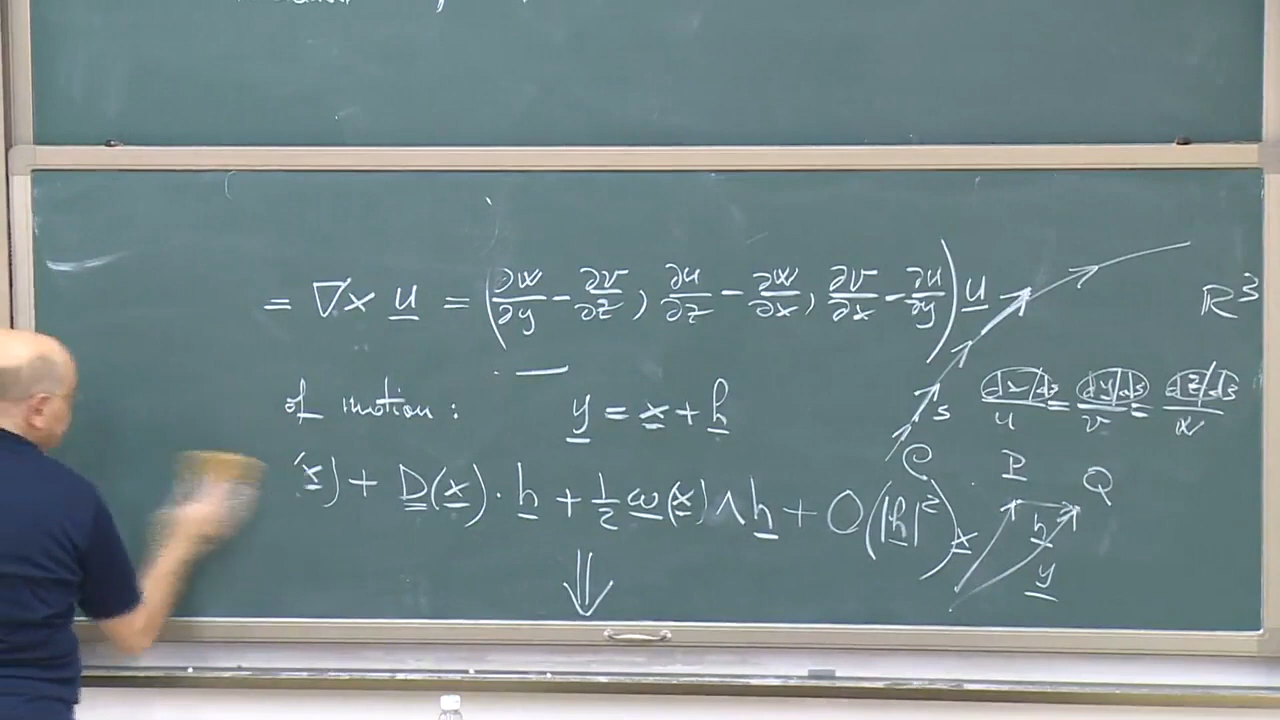 = ∇× u = (∂w/∂y − ∂v/∂z, ∂u/∂z − ∂w/∂x, ∂v/∂x − ∂u/∂y) u
R³
of motion: y = x + h
s
dx/ds / u = dy/ds / v = dz/ds / w
C
P
Q
x) + D(x) · h + 1/2 ω(x) ∧ h + O(|h|²)
x
h
y
⇓